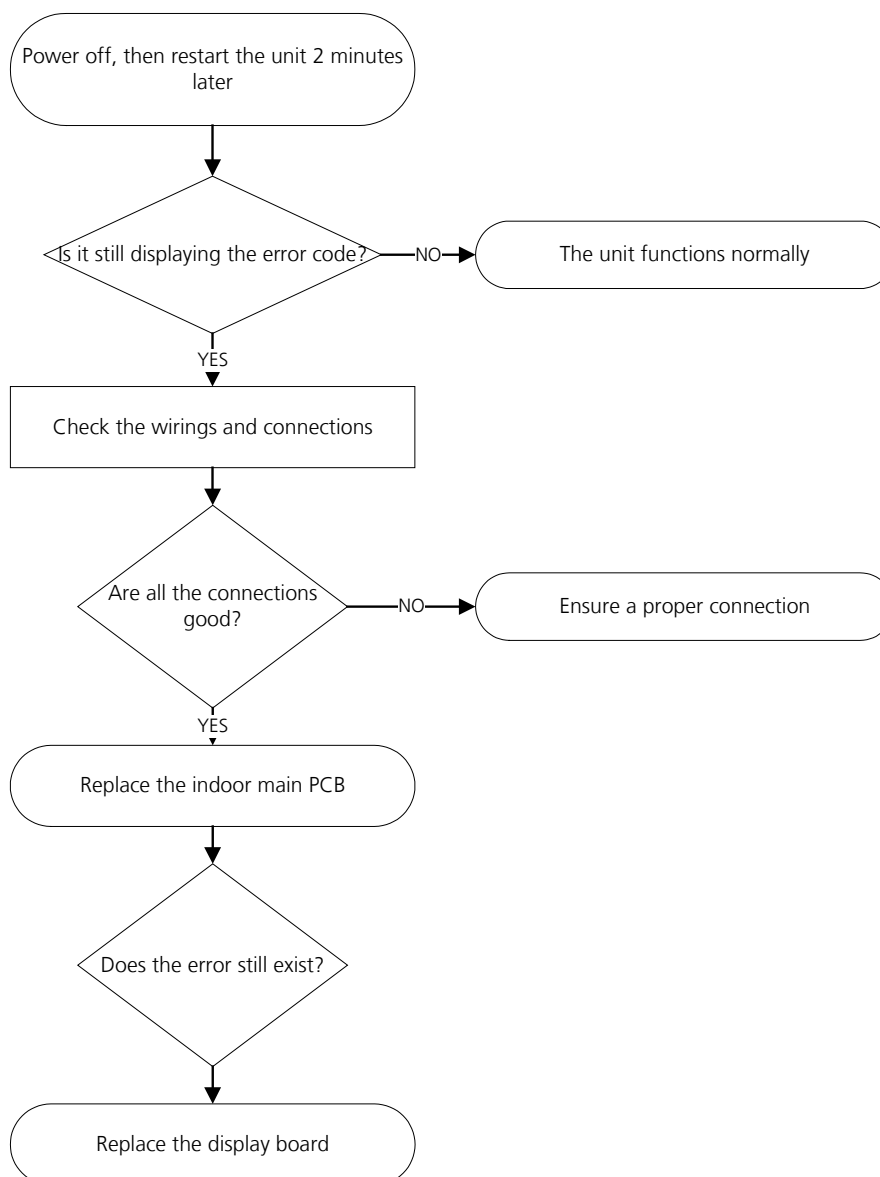 Power off, then restart the unit 2 minutes
later
Is it still displaying the error code?
NO
The unit functions normally
YES
Check the wirings and connections
Are all the connections
good?
NO
Ensure a proper connection
YES
Replace the indoor main PCB
Does the error still exist?
Replace the display board